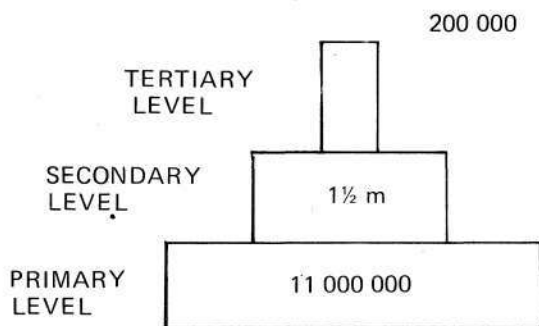 200 000
TERTIARY
LEVEL
SECONDARY
LEVEL
1½ m
PRIMARY
LEVEL
11 000 000